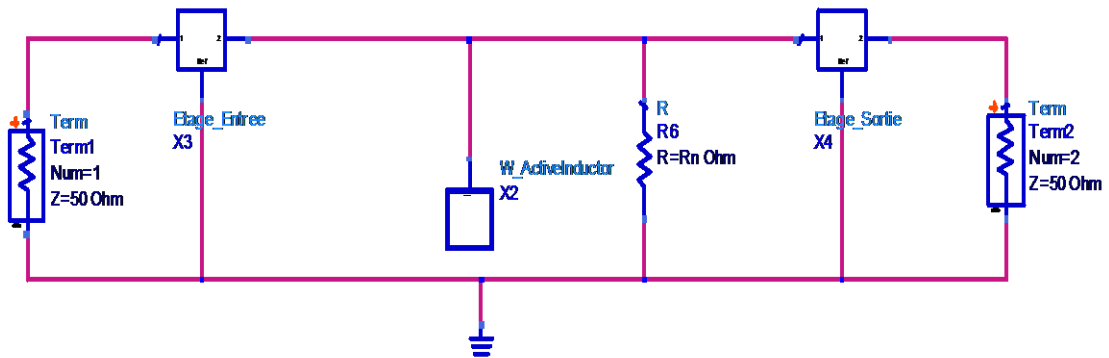 1 2
Ref
Etage_Entree
X3
Term
Term1
Num=1
Z=50 Ohm
W_ActiveInductor
X2
R
R6
R=Rn Ohm
1 2
Ref
Etage_Sortie
X4
Term
Term2
Num=2
Z=50 Ohm